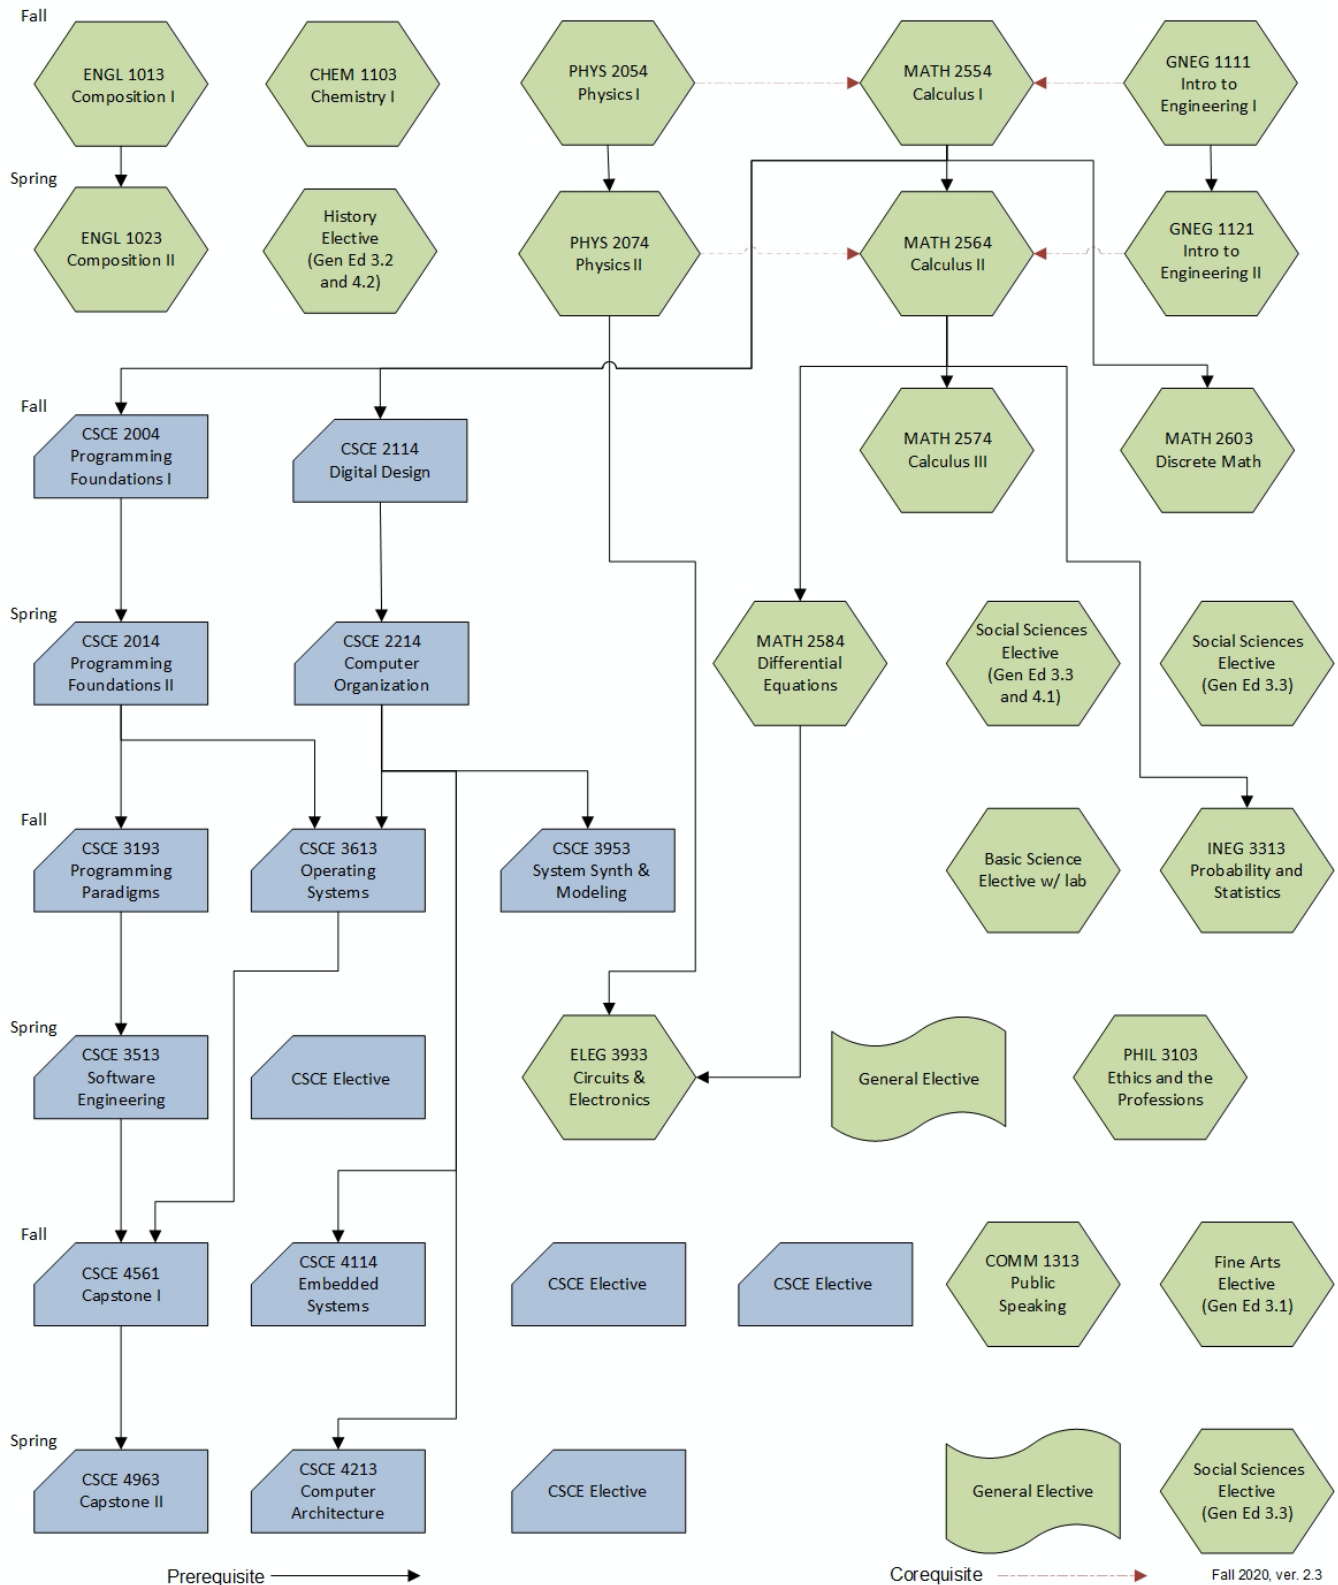 Fall
ENGL 1013
Composition I
CHEM 1103
Chemistry I
PHYS 2054
Physics I
MATH 2554
Calculus I
GNEG 1111
Intro to
Engineering I
Spring
ENGL 1023
Composition II
History
Elective
(Gen Ed 3.2
and 4.2)
PHYS 2074
Physics II
MATH 2564
Calculus II
GNEG 1121
Intro to
Engineering II
Fall
CSCE 2004
Programming
Foundations I
CSCE 2114
Digital Design
MATH 2574
Calculus III
MATH 2603
Discrete Math
Spring
CSCE 2014
Programming
Foundations II
CSCE 2214
Computer
Organization
MATH 2584
Differential
Equations
Social Sciences
Elective
(Gen Ed 3.3
and 4.1)
Social Sciences
Elective
(Gen Ed 3.3)
Fall
CSCE 3193
Programming
Paradigms
CSCE 3613
Operating
Systems
CSCE 3953
System Synth &
Modeling
Basic Science
Elective w/ lab
INEG 3313
Probability and
Statistics
Spring
CSCE 3513
Software
Engineering
CSCE Elective
ELEG 3933
Circuits &
Electronics
General Elective
PHIL 3103
Ethics and the
Professions
Fall
CSCE 4561
Capstone I
CSCE 4114
Embedded
Systems
CSCE Elective
CSCE Elective
COMM 1313
Public
Speaking
Fine Arts
Elective
(Gen Ed 3.1)
Spring
CSCE 4963
Capstone II
CSCE 4213
Computer
Architecture
CSCE Elective
General Elective
Social Sciences
Elective
(Gen Ed 3.3)
Prerequisite
Corequisite
Fall 2020, ver. 2.3